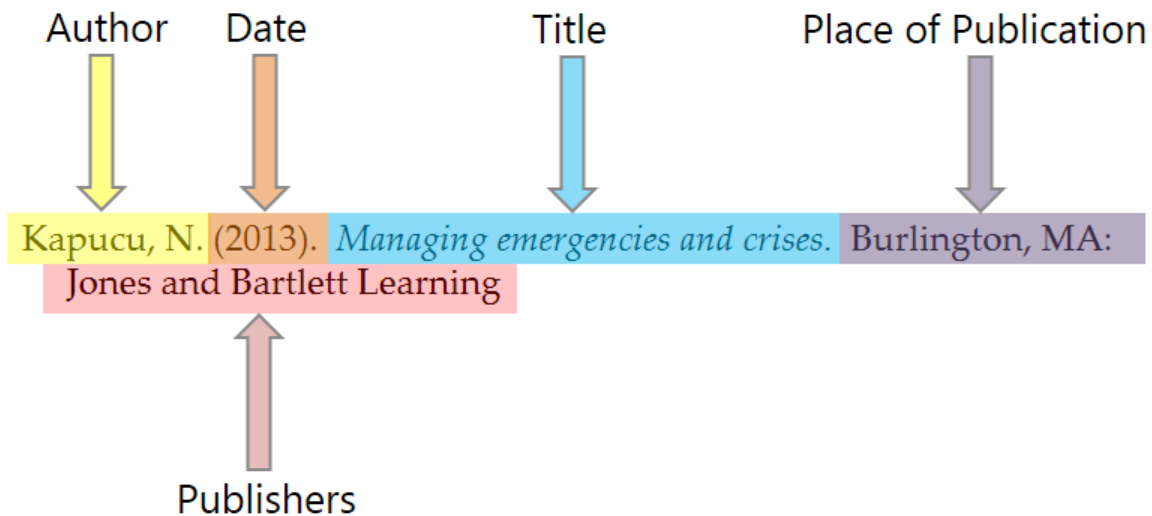 Author Date Title Place of Publication
Kapucu, N. (2013). Managing emergencies and crises. Burlington, MA:
Jones and Bartlett Learning
Publishers